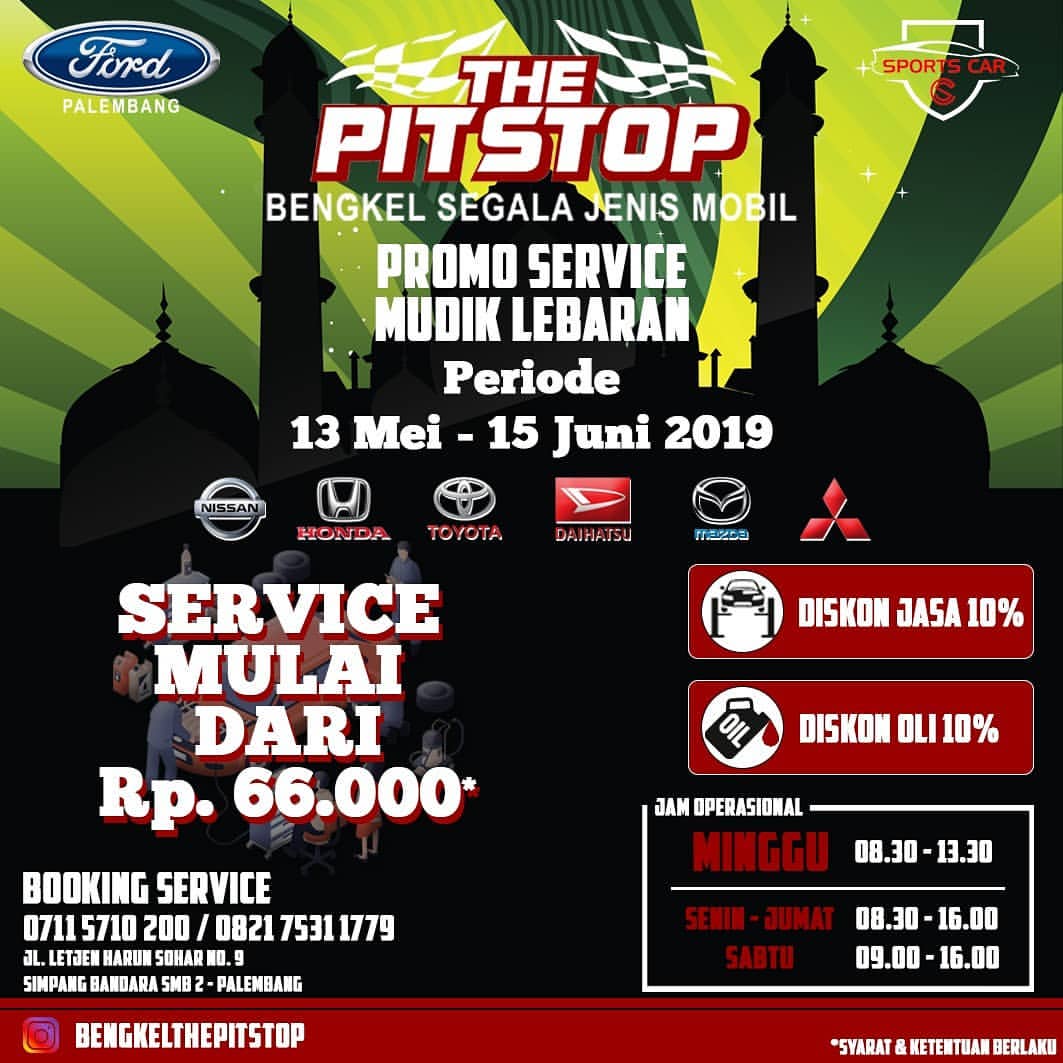 Ford
PALEMBANG
THE
PITSTOP
BENGKEL SEGALA JENIS MOBIL
SPORTS CAR
PROMO SERVICE
MUDIK LEBARAN
Periode
13 Mei - 15 Juni 2019
NISSAN
HONDA
TOYOTA
DAIHATSU
mazda
SERVICE
MULAI
DARI
Rp. 66.000*
DISKON JASA 10%
OIL
DISKON OLI 10%
JAM OPERASIONAL
MINGGU 08.30 - 13.30
SENIN - JUMAT 08.30 - 16.00
SABTU 09.00 - 16.00
BOOKING SERVICE
0711 5710 200 / 0821 7531 1779
JL. LETJEN HARUN SOHAR NO. 9
SIMPANG BANDARA SMB 2 - PALEMBANG
BENGKELTHEPITSTOP
*SYARAT & KETENTUAN BERLAKU